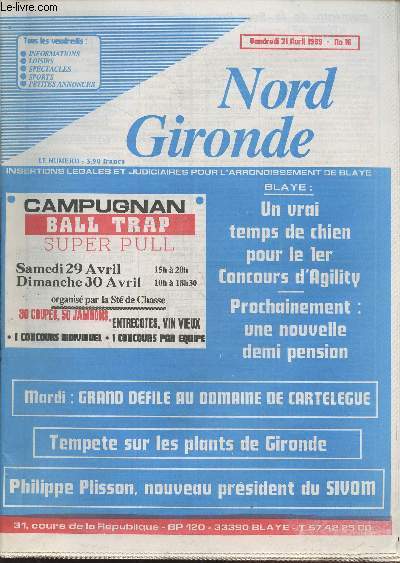 Le-livre.com
Tous les vendredis :
INFORMATIONS
LOISIRS
SPECTACLES
SPORTS
PETITES ANNONCES
Vendredi 21 Avril 1989 - No 16
Nord
Gironde
LE NUMERO : 3,90 francs
INSERTIONS LEGALES ET JUDICIAIRES POUR L'ARRONDISSEMENT DE BLAYE
CAMPUGNAN
BALL TRAP
SUPER PULL
Samedi 29 Avril 15h à 20h
Dimanche 30 Avril 10h à 18h30
organisé par la Sté de Chasse
30 COUPES, 50 JAMBONS,
ENTRECOTES, VIN VIEUX
• 1 CONCOURS INDIVIDUEL • 1 CONCOURS PAR EQUIPE
BLAYE :
Un vrai
temps de chien
pour le 1er
Concours d'Agility
Prochainement :
une nouvelle
demi pension
Mardi : GRAND DEFILE AU DOMAINE DE CARTELEGUE
Tempete sur les plants de Gironde
Philippe Plisson, nouveau président du SIVOM
31, cours de la République - BP 120 - 33390 BLAYE -T. 57.42.25.00